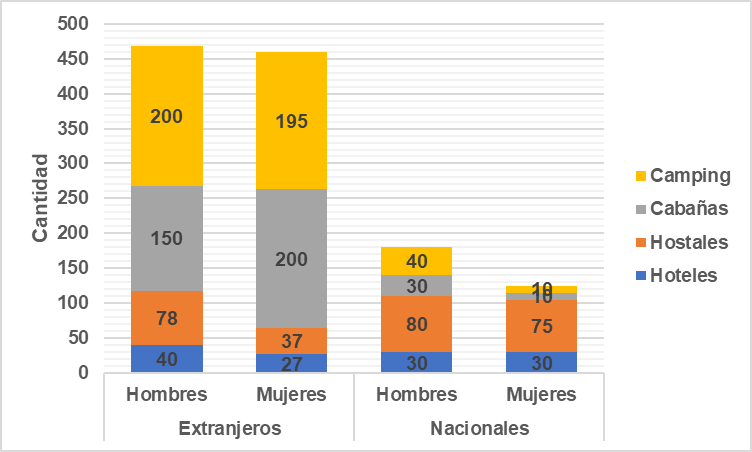 500
450
400
350
300
250
200
150
100
50
0
Cantidad
200
195
150
200
78
37
40
27
40
30
80
30
10
10
75
30
Hombres
Mujeres
Hombres
Mujeres
Extranjeros
Nacionales
Camping
Cabañas
Hostales
Hoteles